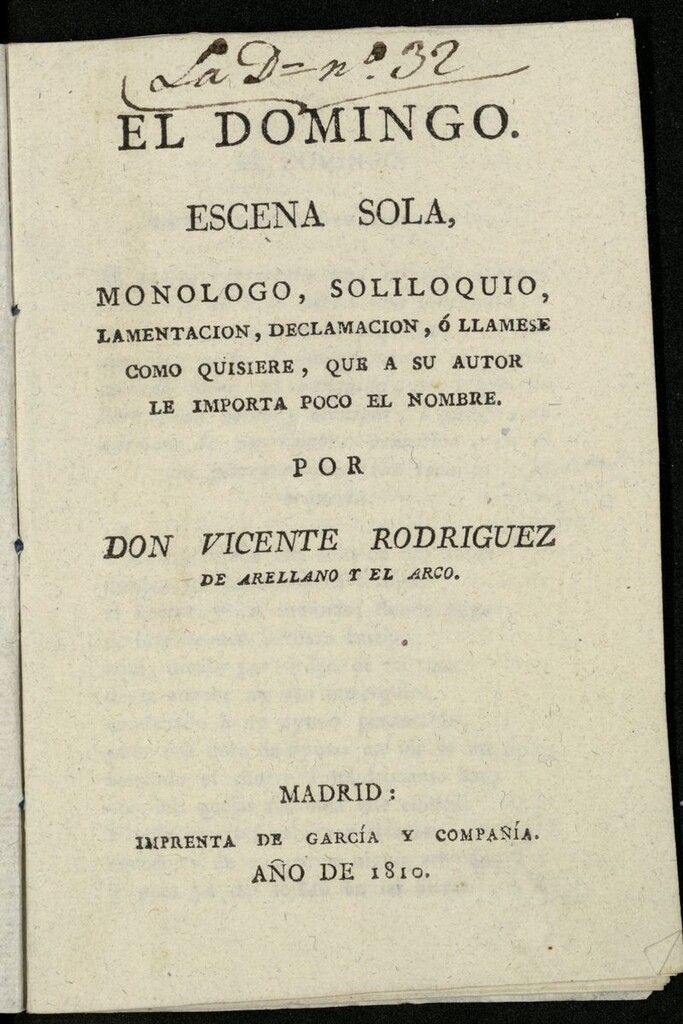 La D= nº. 32
EL DOMINGO.
ESCENA SOLA,
MONOLOGO, SOLILOQUIO,
LAMENTACION, DECLAMACION, Ó LLAMESE
COMO QUISIERE, QUE A SU AUTOR
LE IMPORTA POCO EL NOMBRE.
POR
DON VICENTE RODRIGUEZ
DE ARELLANO Y EL ARCO.
MADRID:
IMPRENTA DE GARCÍA Y COMPAÑÍA.
AÑO DE 1810.